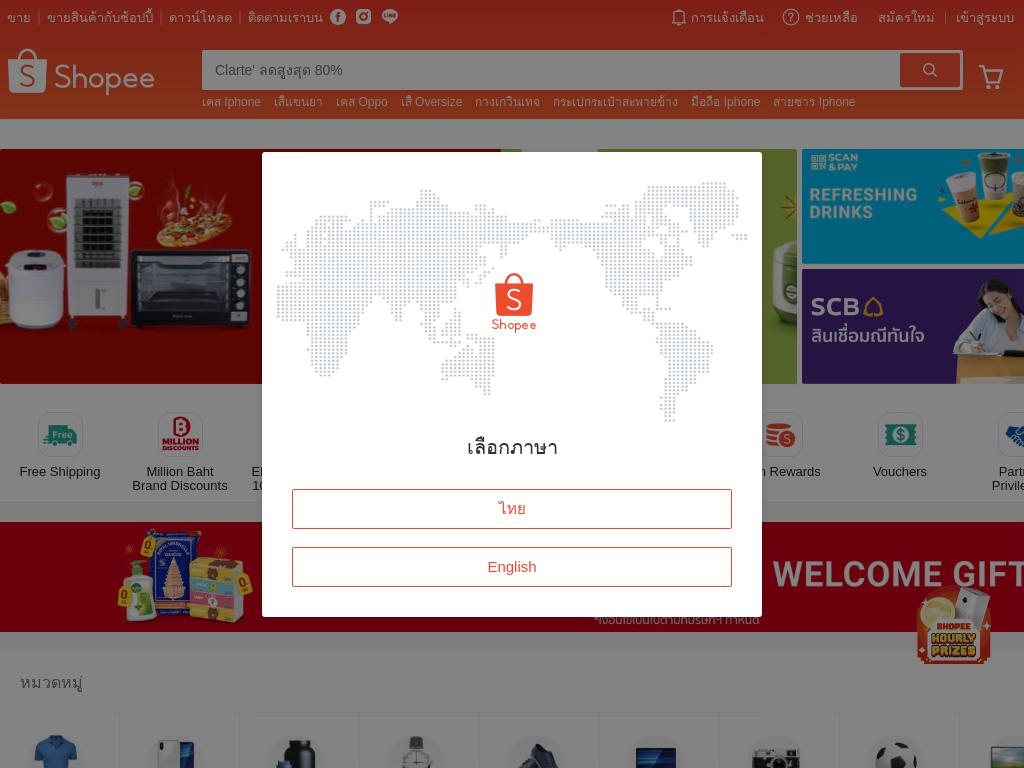 ขาย
ขายสินค้ากับช้อปปี้
ดาวน์โหลด
ติดตามเราบน
การแจ้งเตือน
ช่วยเหลือ
สมัครใหม่
เข้าสู่ระบบ
Shopee
Clarte' ลดสูงสุด 80%
เคส Iphone
เสื้แขนยา
เคส Oppo
เสื้ Oversize
กางเกวินเทจ
กระเปกระเป๋าสะพายข้าง
มือถือ Iphone
สายชาร Iphone
SCAN & PAY
REFRESHING
DRINKS
SCB
สินเชื่อมณีทันใจ
Shopee
เลือกภาษา
ไทย
English
Free
Free Shipping
MILLION
DISCOUNTS
Million Baht
Brand Discounts
Rewards
Vouchers
WELCOME GIFT
*เงื่อนไขเป็นไปตามที่บริษัทฯ กำหนด
SHOPEE
HOURLY
PRIZES
หมวดหมู่